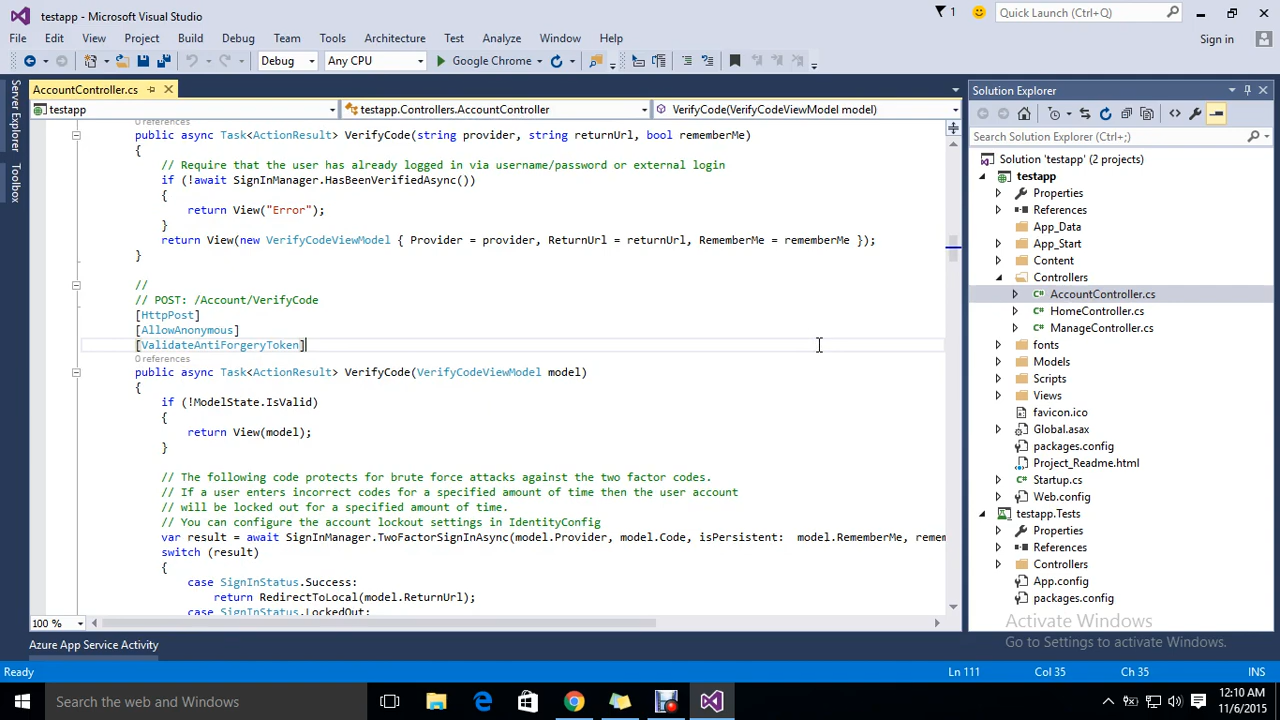 testapp - Microsoft Visual Studio
1
Quick Launch (Ctrl+Q)
File Edit View Project Build Debug Team Tools Architecture Test Analyze Window Help
Sign in
Debug Any CPU Google Chrome
Server Explorer
Toolbox
AccountController.cs
testapp testapp.Controllers.AccountController VerifyCode(VerifyCodeViewModel model)
0 references
public async Task<ActionResult> VerifyCode(string provider, string returnUrl, bool rememberMe)
{
// Require that the user has already logged in via username/password or external login
if (!await SignInManager.HasBeenVerifiedAsync())
{
return View("Error");
}
return View(new VerifyCodeViewModel { Provider = provider, ReturnUrl = returnUrl, RememberMe = rememberMe });
}
//
// POST: /Account/VerifyCode
[HttpPost]
[AllowAnonymous]
[ValidateAntiForgeryToken]
0 references
public async Task<ActionResult> VerifyCode(VerifyCodeViewModel model)
{
if (!ModelState.IsValid)
{
return View(model);
}
// The following code protects for brute force attacks against the two factor codes.
// If a user enters incorrect codes for a specified amount of time then the user account
// will be locked out for a specified amount of time.
// You can configure the account lockout settings in IdentityConfig
var result = await SignInManager.TwoFactorSignInAsync(model.Provider, model.Code, isPersistent:  model.RememberMe, remem
switch (result)
{
case SignInStatus.Success:
return RedirectToLocal(model.ReturnUrl);
case SignInStatus.LockedOut:
100 %
Solution Explorer
Search Solution Explorer (Ctrl+;)
Solution 'testapp' (2 projects)
testapp
Properties
References
App_Data
App_Start
Content
Controllers
C# AccountController.cs
C# HomeController.cs
C# ManageController.cs
fonts
Models
Scripts
Views
favicon.ico
Global.asax
packages.config
Project_Readme.html
C# Startup.cs
Web.config
testapp.Tests
Properties
References
Controllers
App.config
packages.config
Activate Windows
Go to Settings to activate Windows.
Azure App Service Activity
Ready Ln 111 Col 35 Ch 35 INS
Search the web and Windows
12:10 AM
11/6/2015